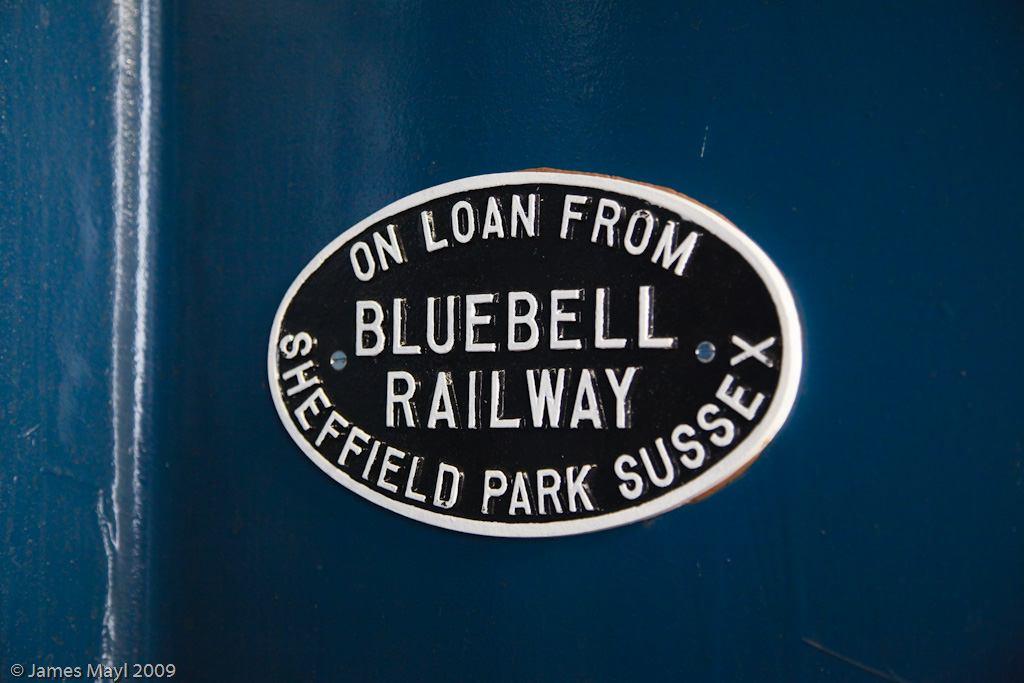 ON LOAN FROM
BLUEBELL
RAILWAY
SHEFFIELD PARK SUSSEX
© James Mayl 2009